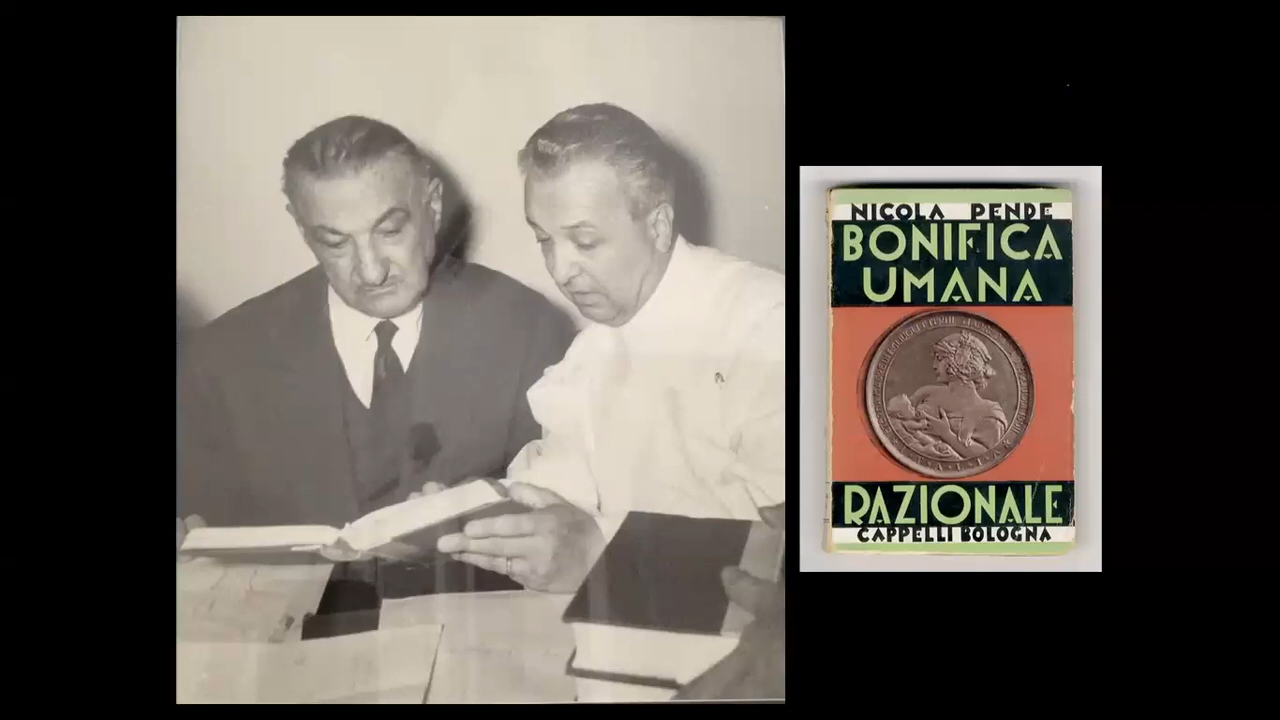 NICOLA PENDE
BONIFICA
UMANA
RAZIONALE
CAPPELLI BOLOGNA